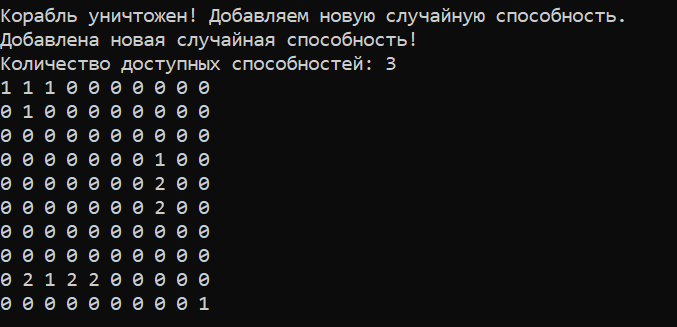 Корабль уничтожен! Добавляем новую случайную способность.
Добавлена новая случайная способность!
Количество доступных способностей: 3
1 1 1 0 0 0 0 0 0 0
0 1 0 0 0 0 0 0 0 0
0 0 0 0 0 0 0 0 0 0
0 0 0 0 0 0 0 1 0 0
0 0 0 0 0 0 0 2 0 0
0 0 0 0 0 0 0 2 0 0
0 0 0 0 0 0 0 0 0 0
0 0 0 0 0 0 0 0 0 0
0 2 1 2 2 0 0 0 0 0
0 0 0 0 0 0 0 0 0 1